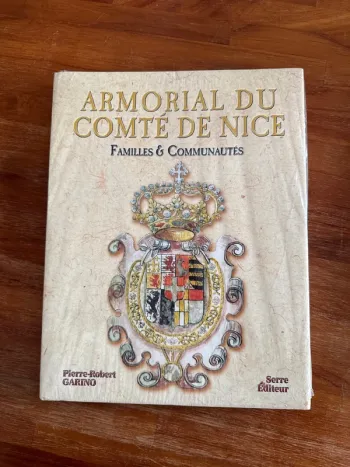 ARMORIAL DU
COMTÉ DE NICE
FAMILLES & COMMUNAUTÉS
Pierre-Robert
GARINO
Serre
Éditeur